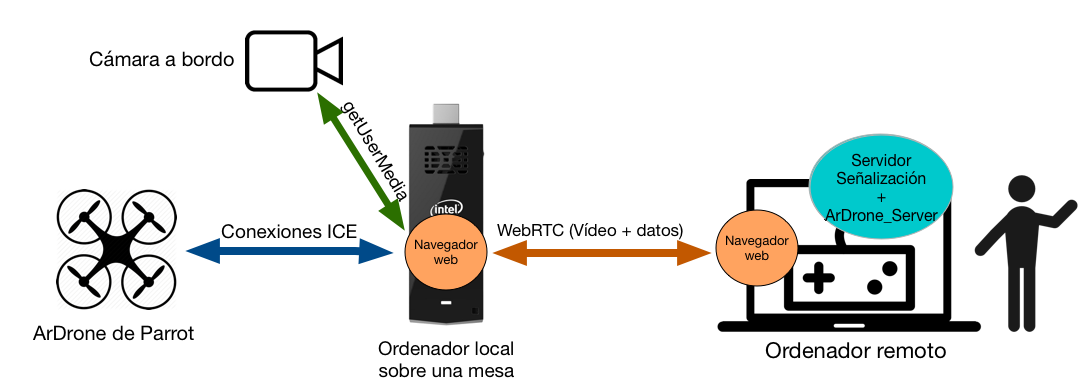 Cámara a bordo
getUserMedia
intel
Conexiones ICE
Navegador
web
WebRTC (Vídeo + datos)
Navegador
web
Servidor
Señalización
+
ArDrone_Server
ArDrone de Parrot
Ordenador local
sobre una mesa
Ordenador remoto